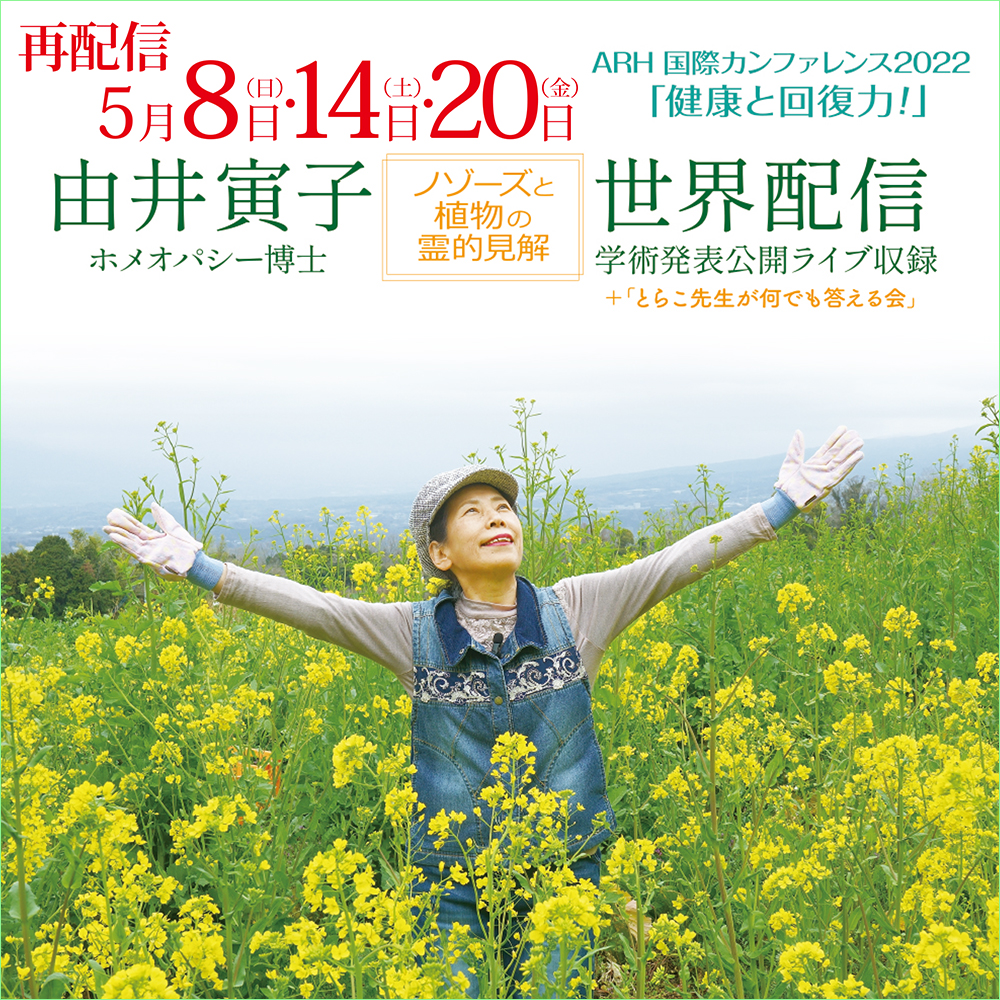 再配信
5月8日(日)・14日(土)・20日(金)
ARH 国際カンファレンス2022
「健康と回復力!」
由井寅子
ホメオパシー博士
ノゾーズと
植物の
霊的見解
世界配信
学術発表公開ライブ収録
+「とらこ先生が何でも答える会」